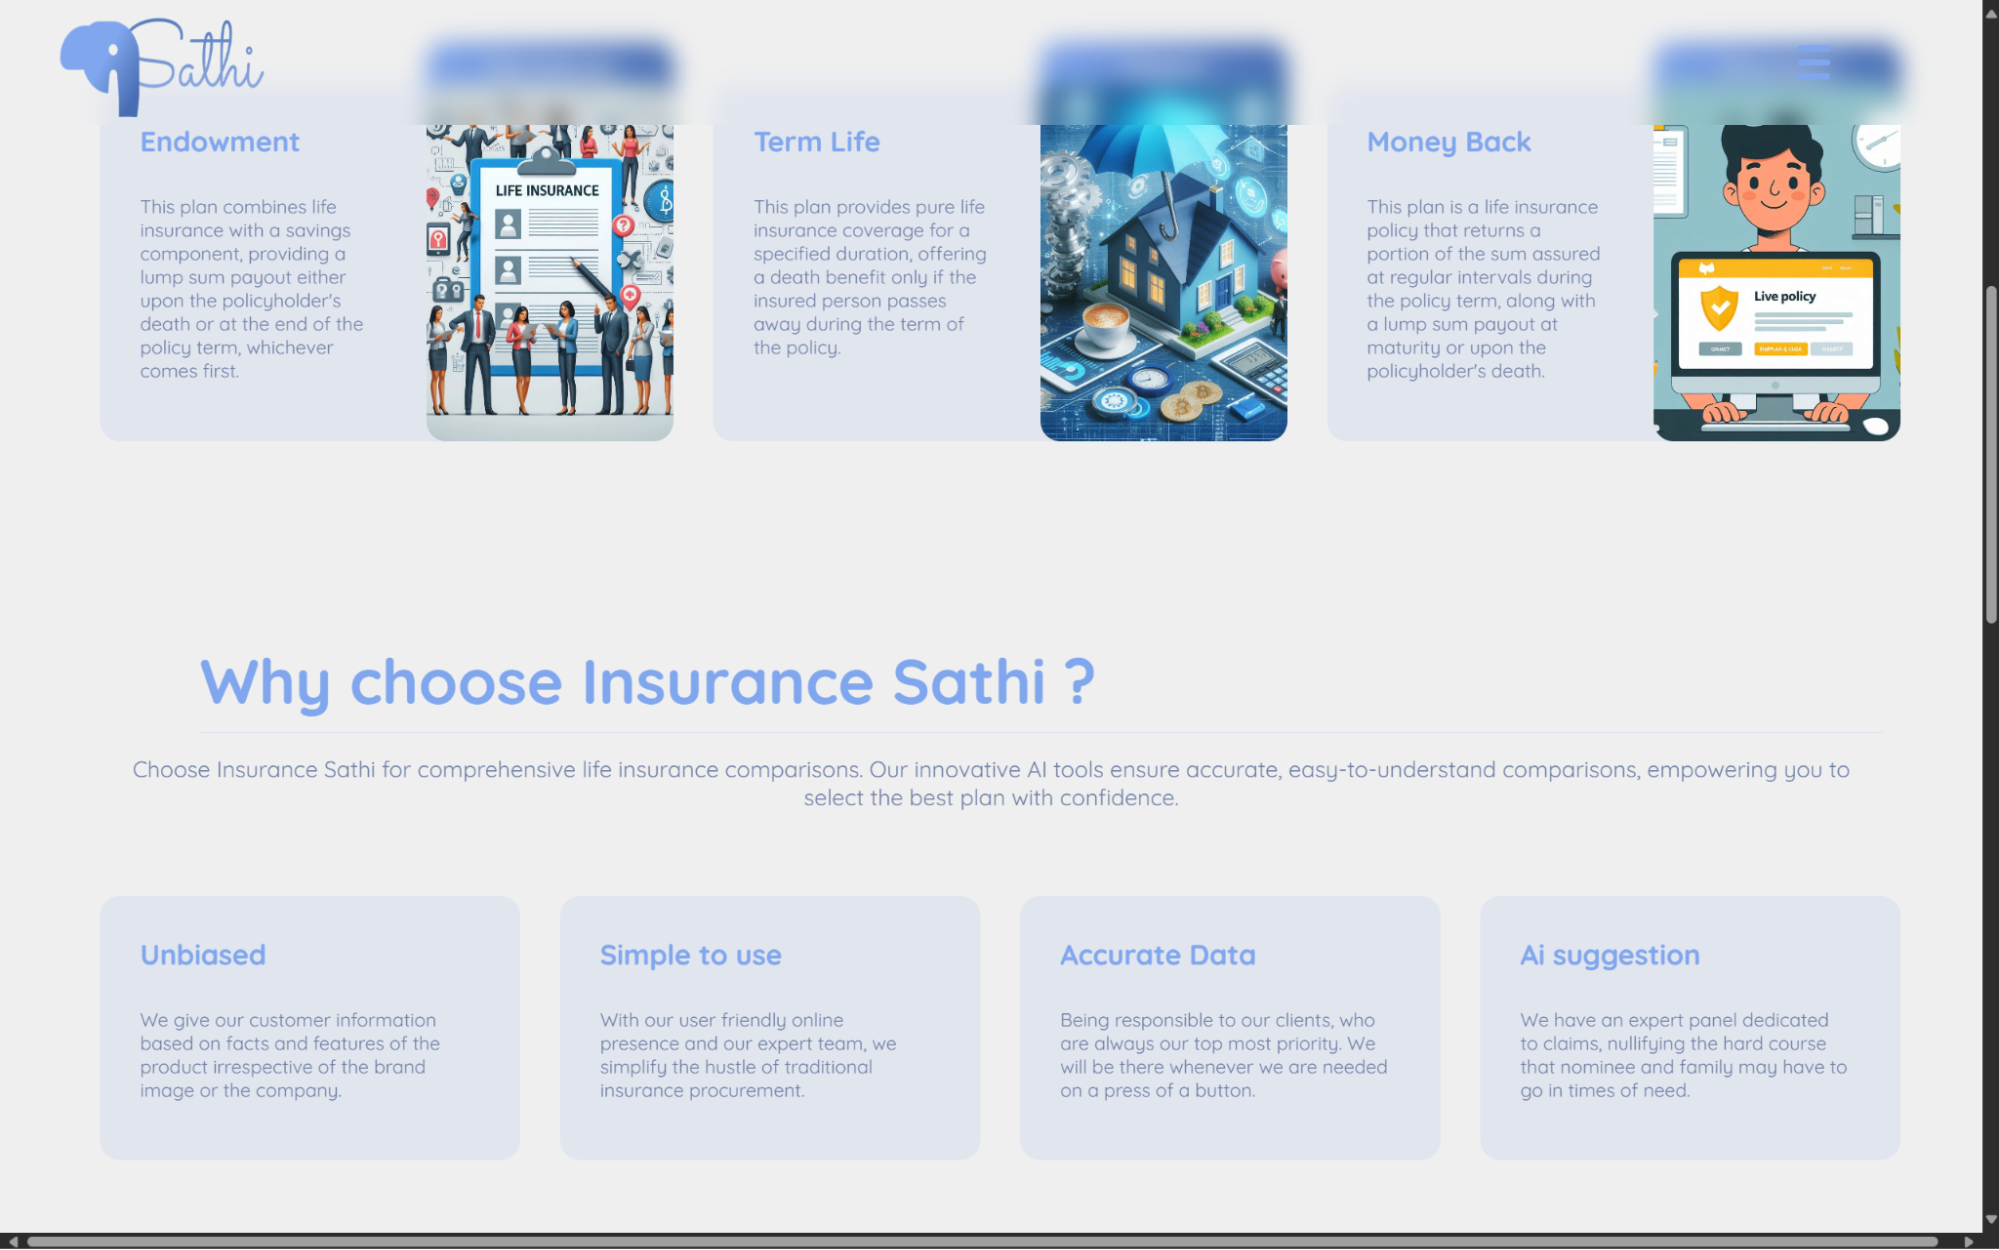 Sathi
Endowment
This plan combines life
insurance with a savings
component, providing a
lump sum payout either
upon the policyholder's
death or at the end of the
policy term, whichever
comes first.
LIFE INSURANCE
Term Life
This plan provides pure life
insurance coverage for a
specified duration, offering
a death benefit only if the
insured person passes
away during the term of
the policy.
Money Back
This plan is a life insurance
policy that returns a
portion of the sum assured
at regular intervals during
the policy term, along with
a lump sum payout at
maturity or upon the
policyholder's death.
Live policy
Why choose Insurance Sathi ?
Choose Insurance Sathi for comprehensive life insurance comparisons. Our innovative AI tools ensure accurate, easy-to-understand comparisons, empowering you to
select the best plan with confidence.
Unbiased
We give our customer information
based on facts and features of the
product irrespective of the brand
image or the company.
Simple to use
With our user friendly online
presence and our expert team, we
simplify the hustle of traditional
insurance procurement.
Accurate Data
Being responsible to our clients, who
are always our top most priority. We
will be there whenever we are needed
on a press of a button.
Ai suggestion
We have an expert panel dedicated
to claims, nullifying the hard course
that nominee and family may have to
go in times of need.